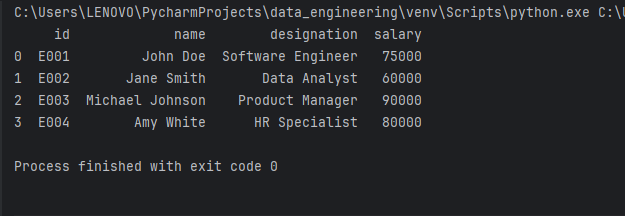 C:\Users\LENOVO\PycharmProjects\data_engineering\venv\Scripts\python.exe C:\
id name designation salary
0 E001 John Doe Software Engineer 75000
1 E002 Jane Smith Data Analyst 60000
2 E003 Michael Johnson Product Manager 90000
3 E004 Amy White HR Specialist 80000
Process finished with exit code 0